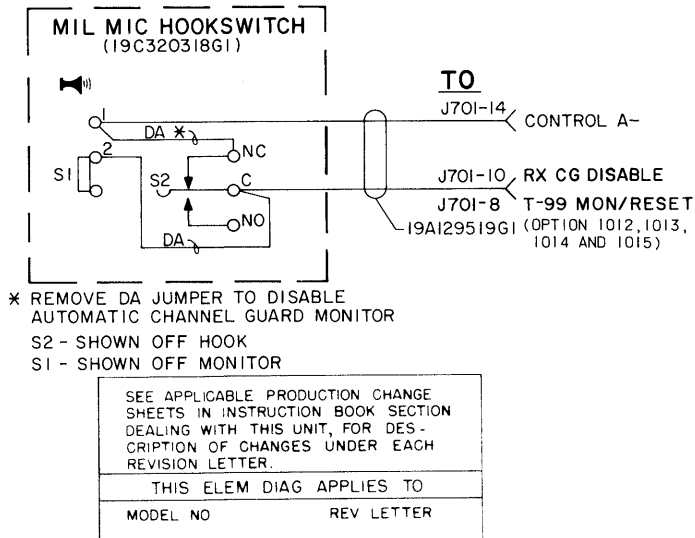 MIL MIC HOOKSWITCH
(19C320318G1)
TO
1
J701-14
CONTROL A-
DA *
2
NC
S1
S2
C
J701-10
RX CG DISABLE
J701-8
T-99 MON/RESET
NO
19A129519G1
(OPTION 1012,1013,
1014 AND 1015)
DA
* REMOVE DA JUMPER TO DISABLE
AUTOMATIC CHANNEL GUARD MONITOR
S2 - SHOWN OFF HOOK
S1 - SHOWN OFF MONITOR
SEE APPLICABLE PRODUCTION CHANGE
SHEETS IN INSTRUCTION BOOK SECTION
DEALING WITH THIS UNIT, FOR DES-
CRIPTION OF CHANGES UNDER EACH
REVISION LETTER.
THIS ELEM DIAG APPLIES TO
MODEL NO REV LETTER